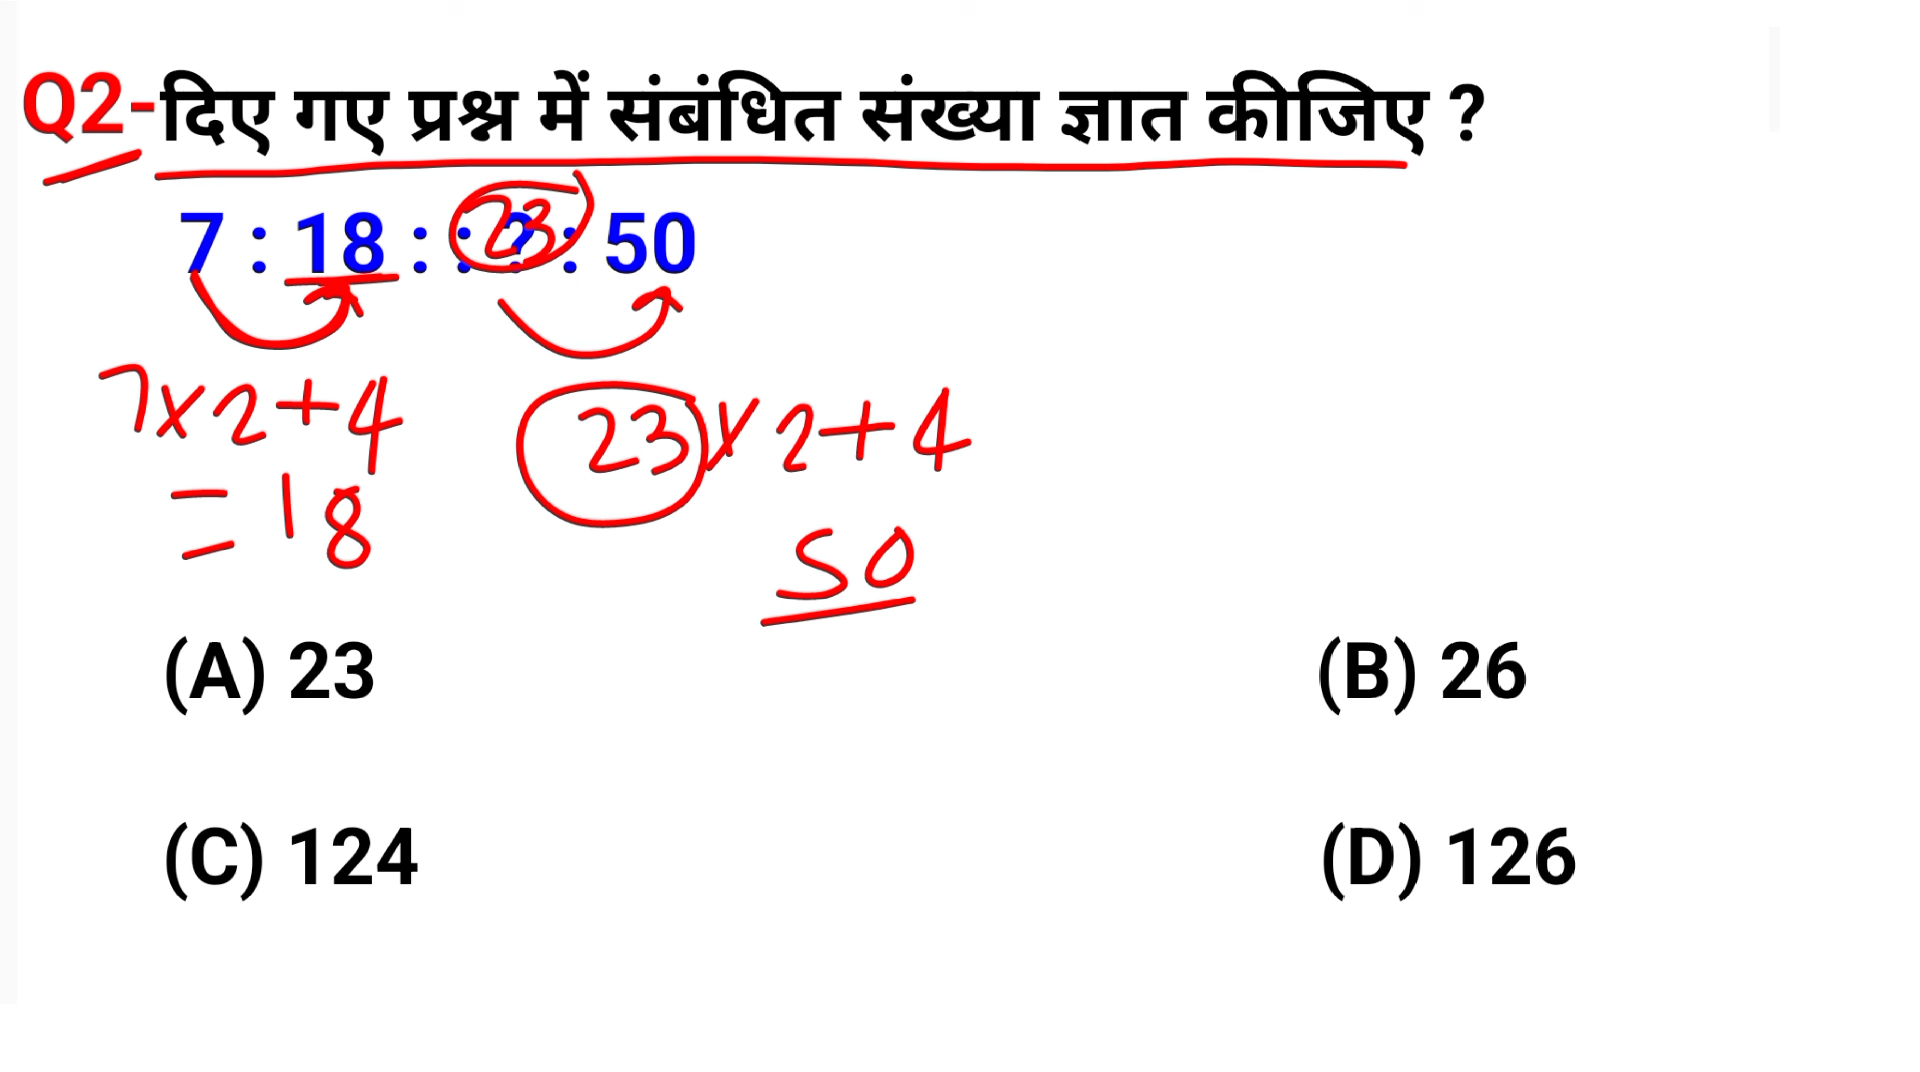 Q2-दिए गए प्रश्न में संबंधित संख्या ज्ञात कीजिए ?
7 : 18 : : ? : 50
23
7x2+4
= 18
23x2+4
50
(A) 23
(B) 26
(C) 124
(D) 126